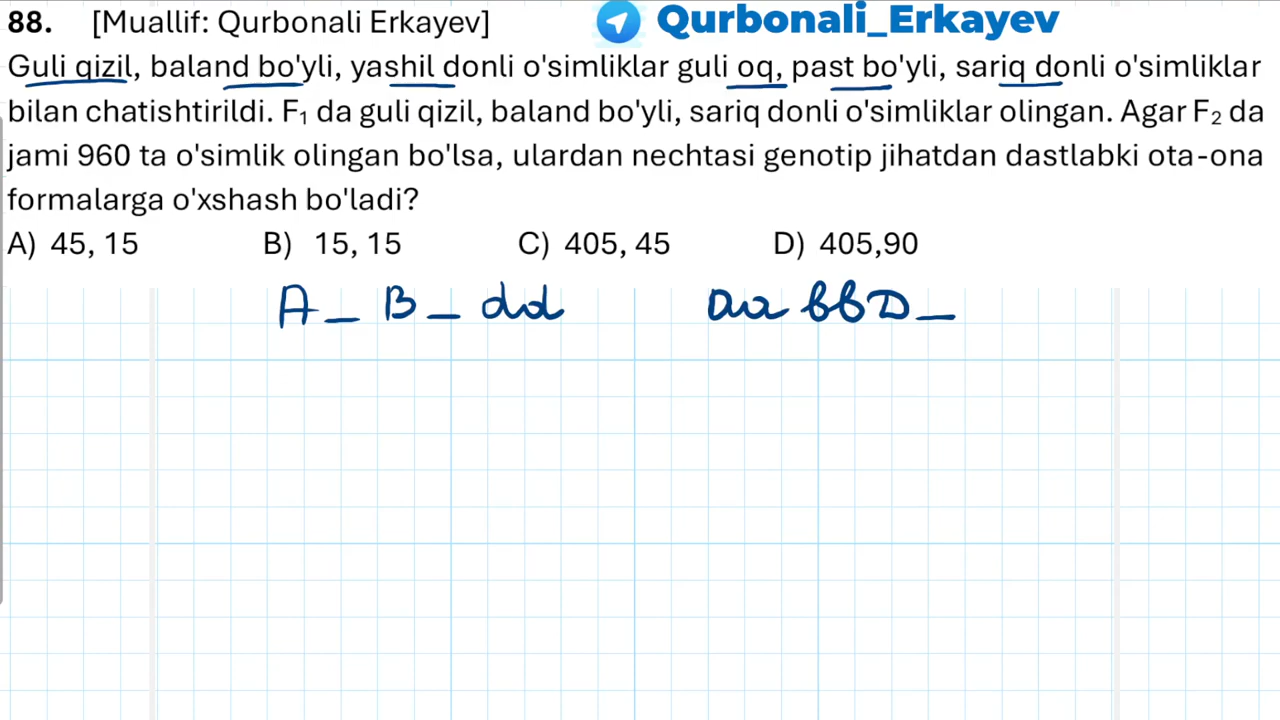 88. [Muallif: Qurbonali Erkayev] Qurbonali_Erkayev
Guli qizil, baland bo'yli, yashil donli o'simliklar guli oq, past bo'yli, sariq donli o'simliklar
bilan chatishtirildi. F₁ da guli qizil, baland bo'yli, sariq donli o'simliklar olingan. Agar F₂ da
jami 960 ta o'simlik olingan bo'lsa, ulardan nechtasi genotip jihatdan dastlabki ota-ona
formalarga o'xshash bo'ladi?
A) 45, 15 B) 15, 15 C) 405, 45 D) 405,90
A_ B_ dd aa bb D_